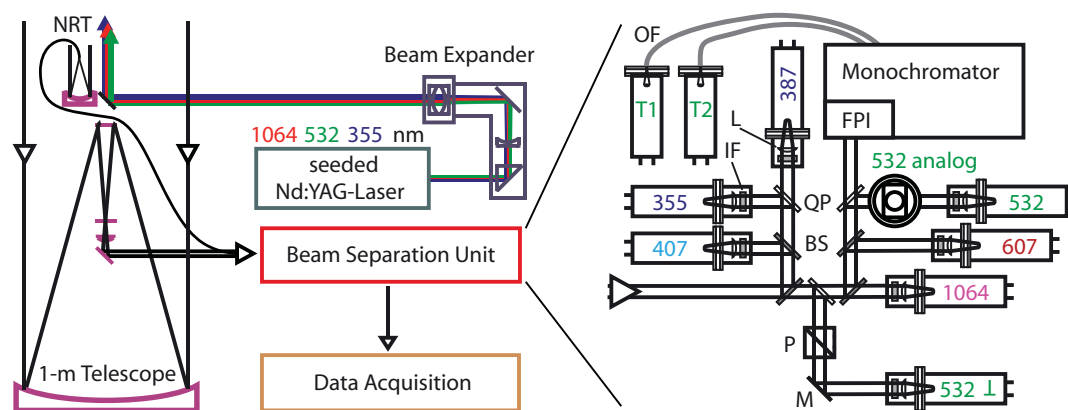 NRT
Beam Expander
1064 532 355 nm
seeded
Nd:YAG-Laser
Beam Separation Unit
Data Acquisition
1-m Telescope
OF
T1
T2
387
Monochromator
FPI
L
IF
532 analog
355
QP
532
407
BS
607
1064
P
M
532 ⊥